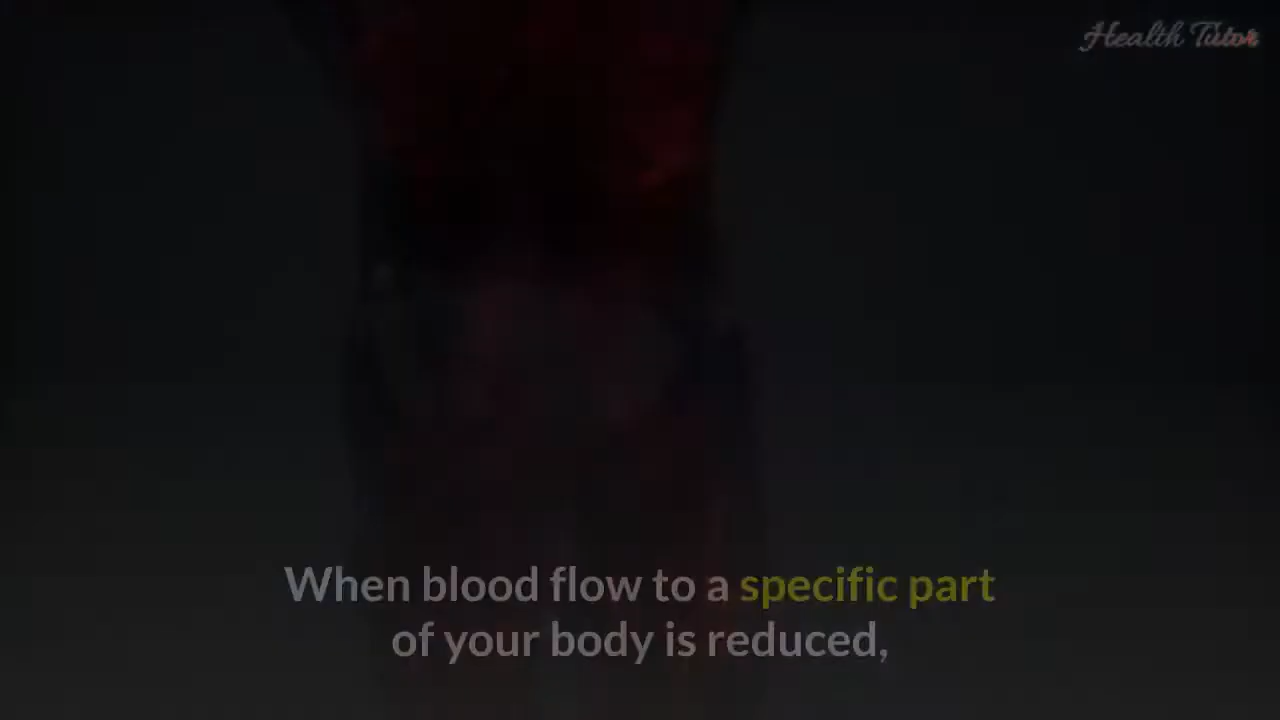 Health Tutor
When blood flow to a specific part
of your body is reduced,